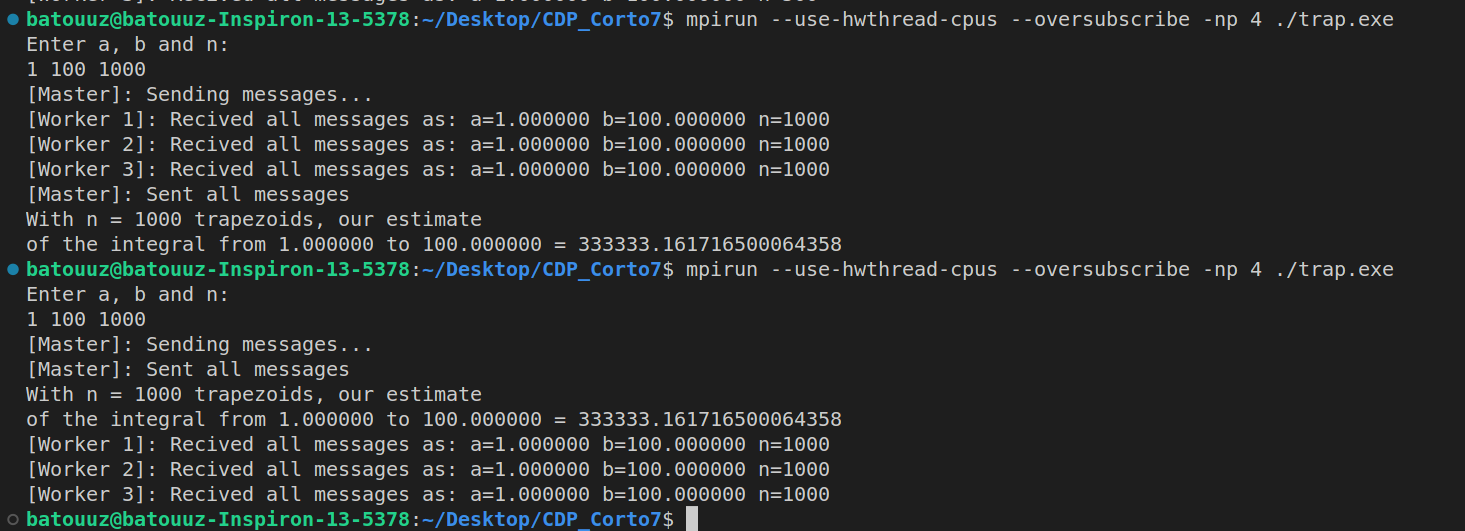 batouuz@batouuz-Inspiron-13-5378:~/Desktop/CDP_Corto7$ mpirun --use-hwthread-cpus --oversubscribe -np 4 ./trap.exe
Enter a, b and n:
1 100 1000
[Master]: Sending messages...
[Worker 1]: Recived all messages as: a=1.000000 b=100.000000 n=1000
[Worker 2]: Recived all messages as: a=1.000000 b=100.000000 n=1000
[Worker 3]: Recived all messages as: a=1.000000 b=100.000000 n=1000
[Master]: Sent all messages
With n = 1000 trapezoids, our estimate
of the integral from 1.000000 to 100.000000 = 333333.161716500064358
batouuz@batouuz-Inspiron-13-5378:~/Desktop/CDP_Corto7$ mpirun --use-hwthread-cpus --oversubscribe -np 4 ./trap.exe
Enter a, b and n:
1 100 1000
[Master]: Sending messages...
[Master]: Sent all messages
With n = 1000 trapezoids, our estimate
of the integral from 1.000000 to 100.000000 = 333333.161716500064358
[Worker 1]: Recived all messages as: a=1.000000 b=100.000000 n=1000
[Worker 2]: Recived all messages as: a=1.000000 b=100.000000 n=1000
[Worker 3]: Recived all messages as: a=1.000000 b=100.000000 n=1000
batouuz@batouuz-Inspiron-13-5378:~/Desktop/CDP_Corto7$